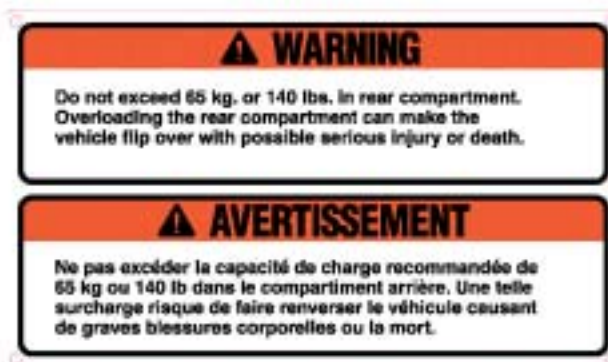 WARNING
Do not exceed 65 kg. or 140 lbs. in rear compartment.
Overloading the rear compartment can make the
vehicle flip over with possible serious injury or death.
AVERTISSEMENT
Ne pas excéder la capacité de charge recommandée de
65 kg ou 140 lb dans le compartiment arrière. Une telle
surcharge risque de faire renverser le véhicule causant
de graves blessures corporelles ou la mort.